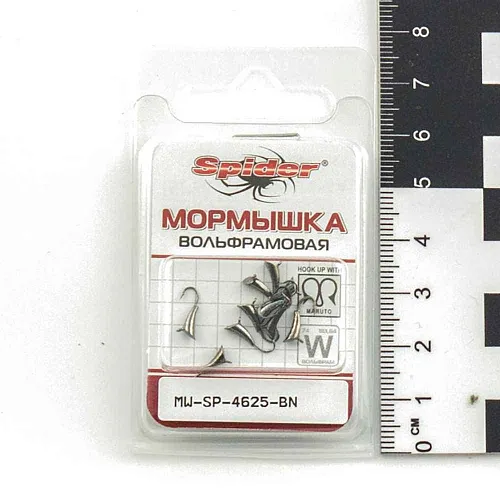 Spider®
МОРМЫШКА
ВОЛЬФРАМОВАЯ
HOOK UP WITH
MARUTO
W
MW-SP-4625-BN
8
7
6
5
4
3
2
1
0 СМ